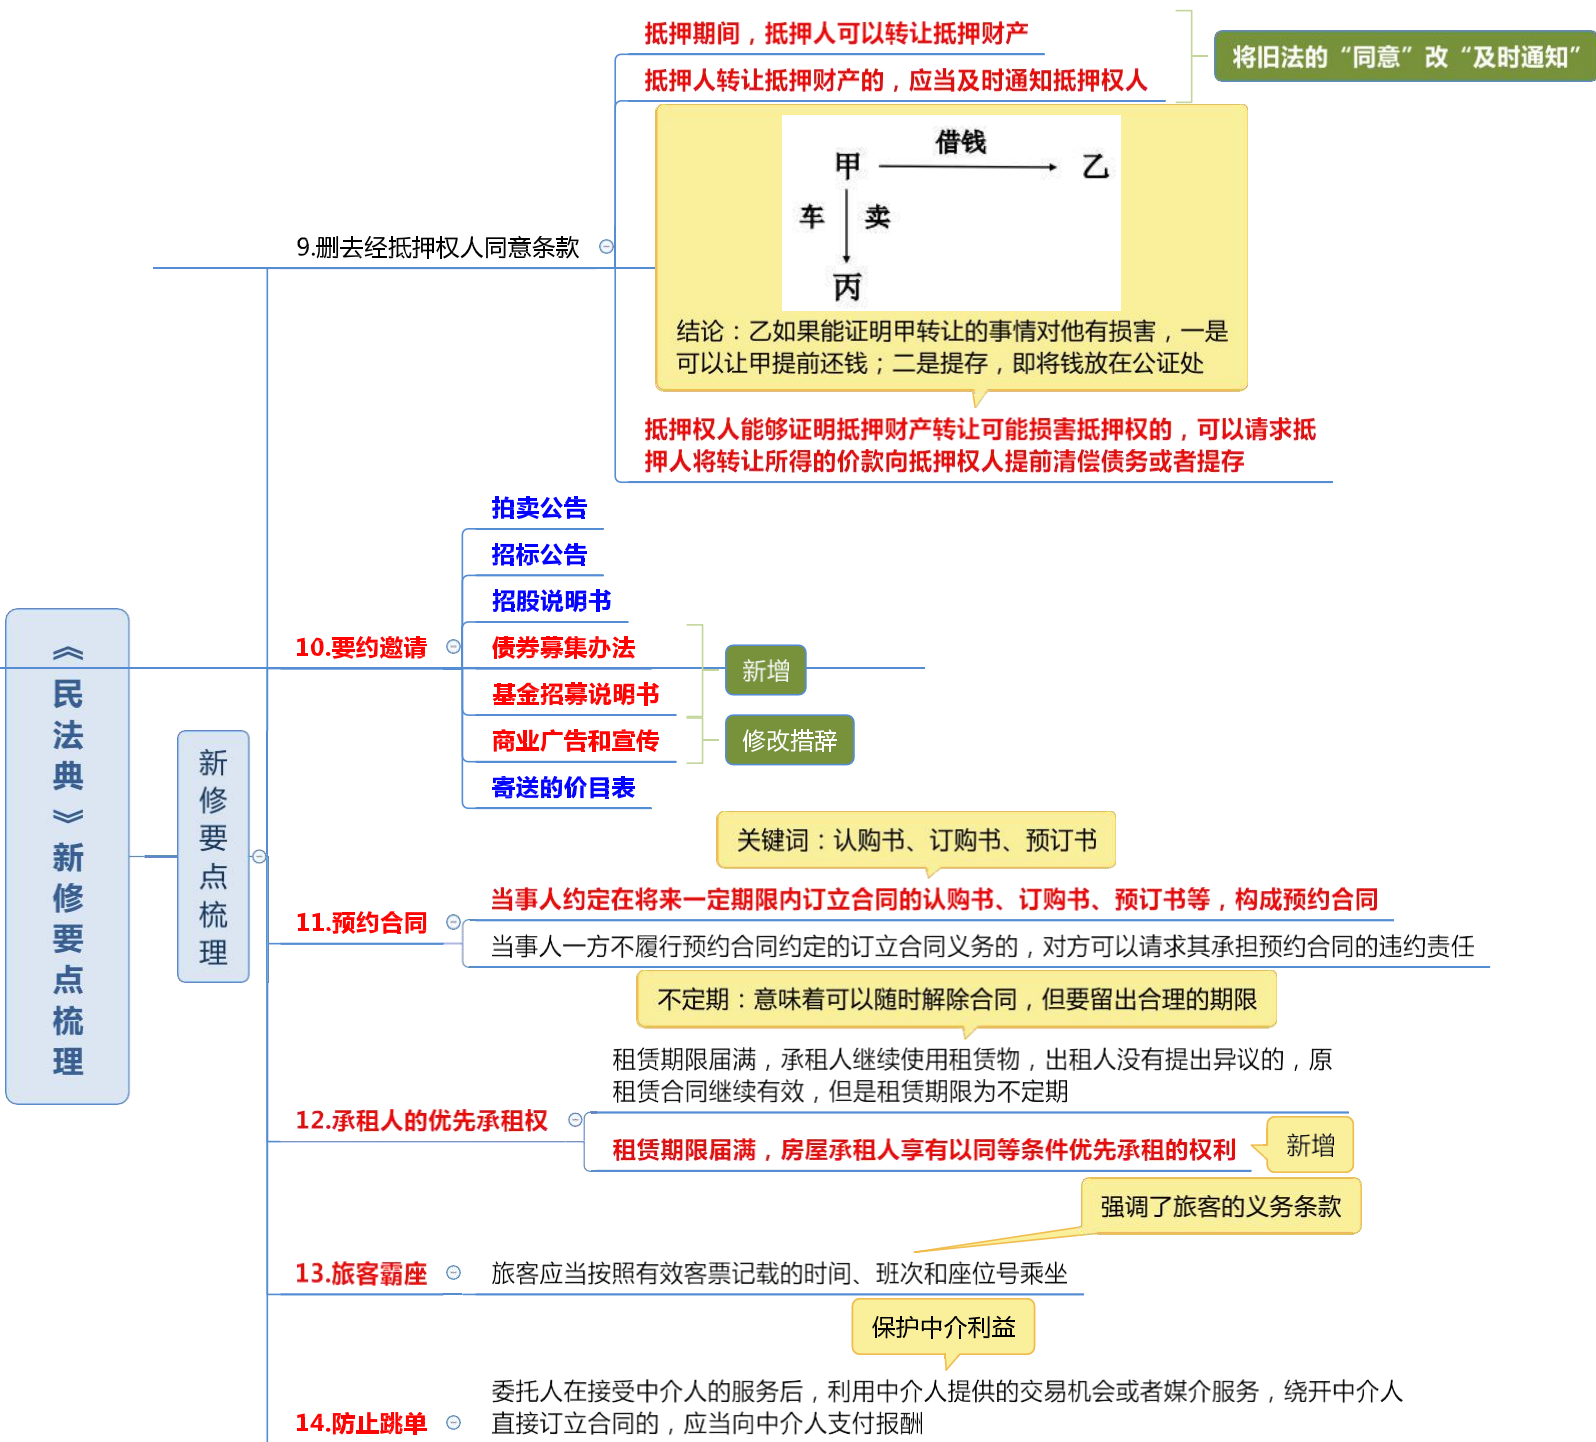 《民法典》新修要点梳理
新修要点梳理
9.删去经抵押权人同意条款
抵押期间，抵押人可以转让抵押财产
抵押人转让抵押财产的，应当及时通知抵押权人
将旧法的“同意”改“及时通知”
借钱
甲
乙
车
卖
丙
结论：乙如果能证明甲转让的事情对他有损害，一是
可以让甲提前还钱；二是提存，即将钱放在公证处
抵押权人能够证明抵押财产转让可能损害抵押权的，可以请求抵
押人将转让所得的价款向抵押权人提前清偿债务或者提存
10.要约邀请
拍卖公告
招标公告
招股说明书
债券募集办法
基金招募说明书
新增
商业广告和宣传
修改措辞
寄送的价目表
11.预约合同
关键词：认购书、订购书、预订书
当事人约定在将来一定期限内订立合同的认购书、订购书、预订书等，构成预约合同
当事人一方不履行预约合同约定的订立合同义务的，对方可以请求其承担预约合同的违约责任
12.承租人的优先承租权
不定期：意味着可以随时解除合同，但要留出合理的期限
租赁期限届满，承租人继续使用租赁物，出租人没有提出异议的，原
租赁合同继续有效，但是租赁期限为不定期
租赁期限届满，房屋承租人享有以同等条件优先承租的权利
新增
13.旅客霸座
强调了旅客的义务条款
旅客应当按照有效客票记载的时间、班次和座位号乘坐
14.防止跳单
保护中介利益
委托人在接受中介人的服务后，利用中介人提供的交易机会或者媒介服务，绕开中介人
直接订立合同的，应当向中介人支付报酬